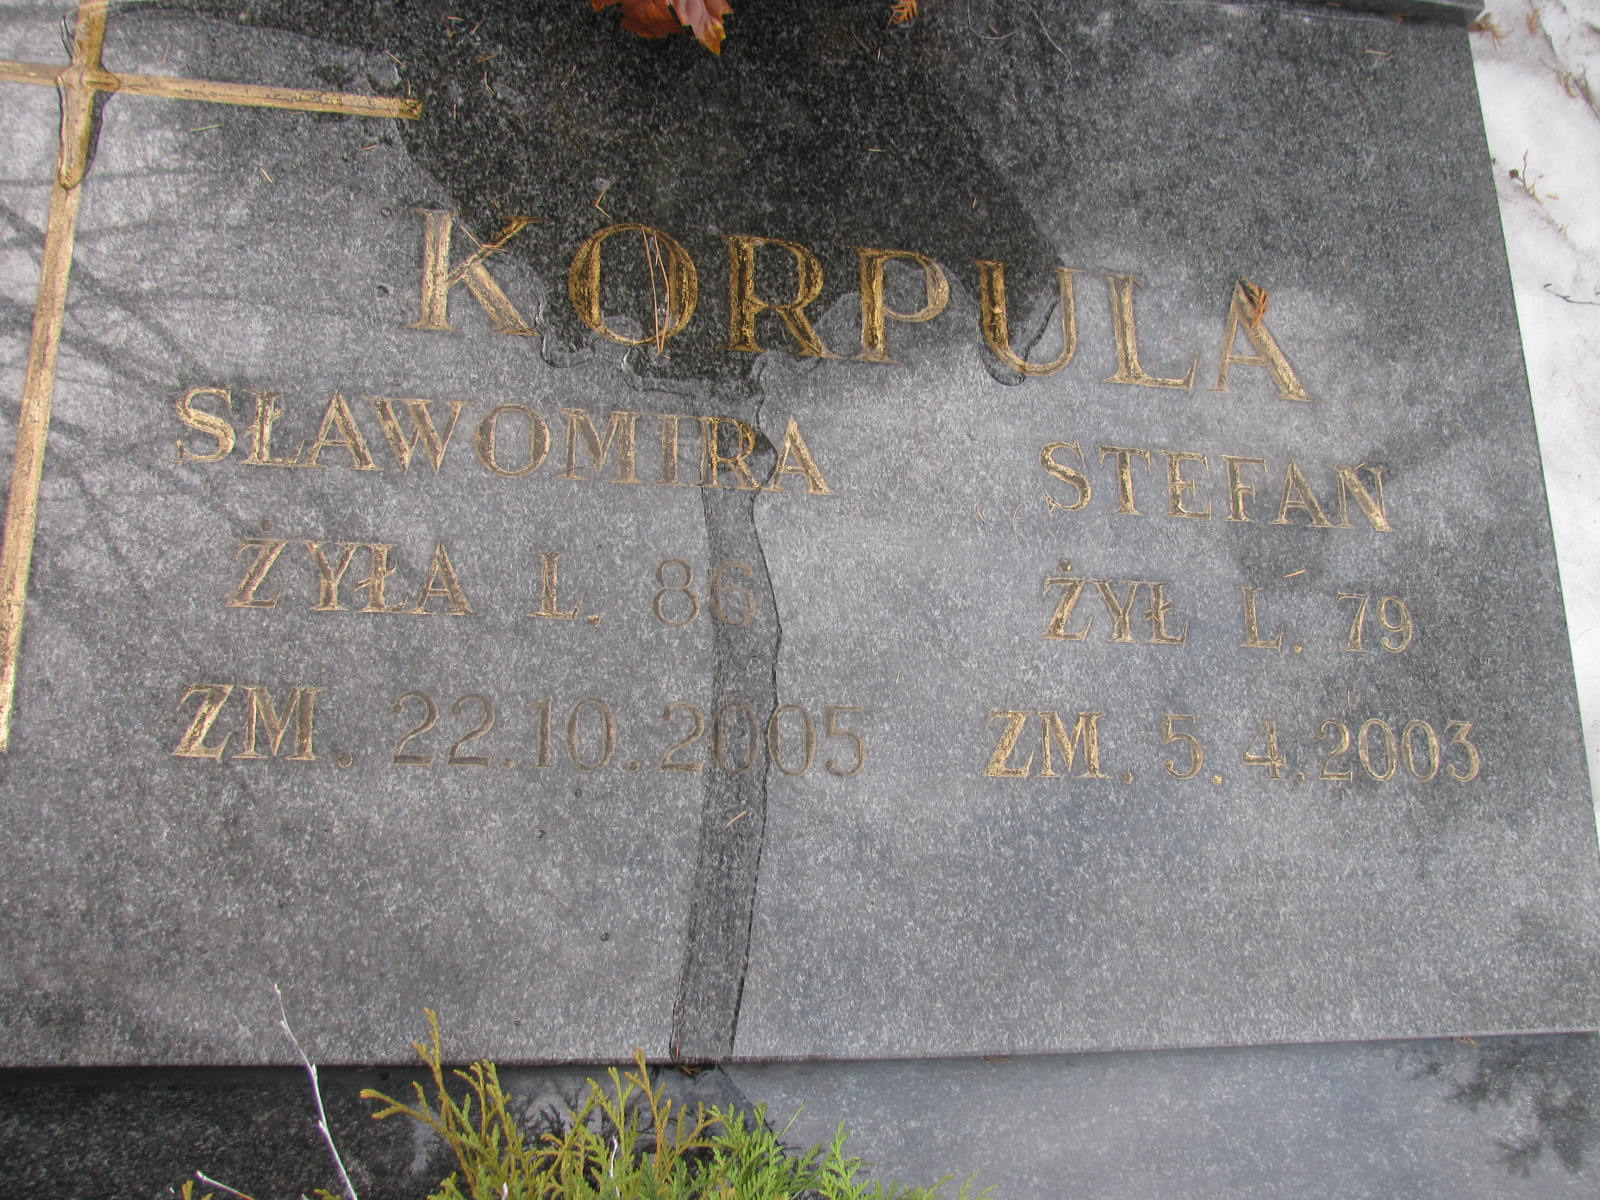 KORPULA
SŁAWOMIRA STEFAN
ŻYŁA L. 86 ŻYŁ L. 79
ZM. 22.10.2005 ZM. 5.4.2003